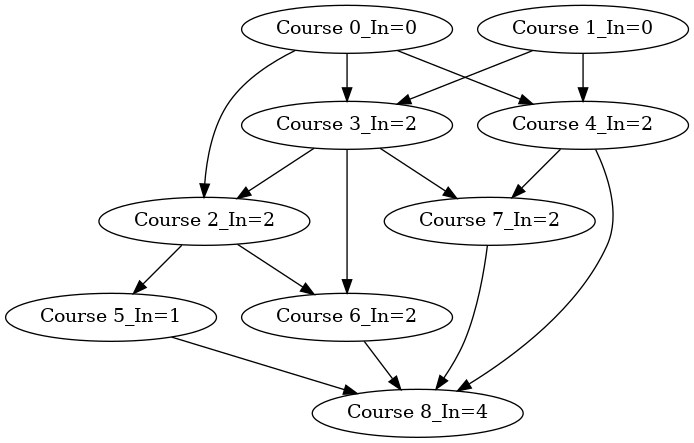 Course 0_In=0
Course 1_In=0
Course 3_In=2
Course 4_In=2
Course 2_In=2
Course 7_In=2
Course 5_In=1
Course 6_In=2
Course 8_In=4